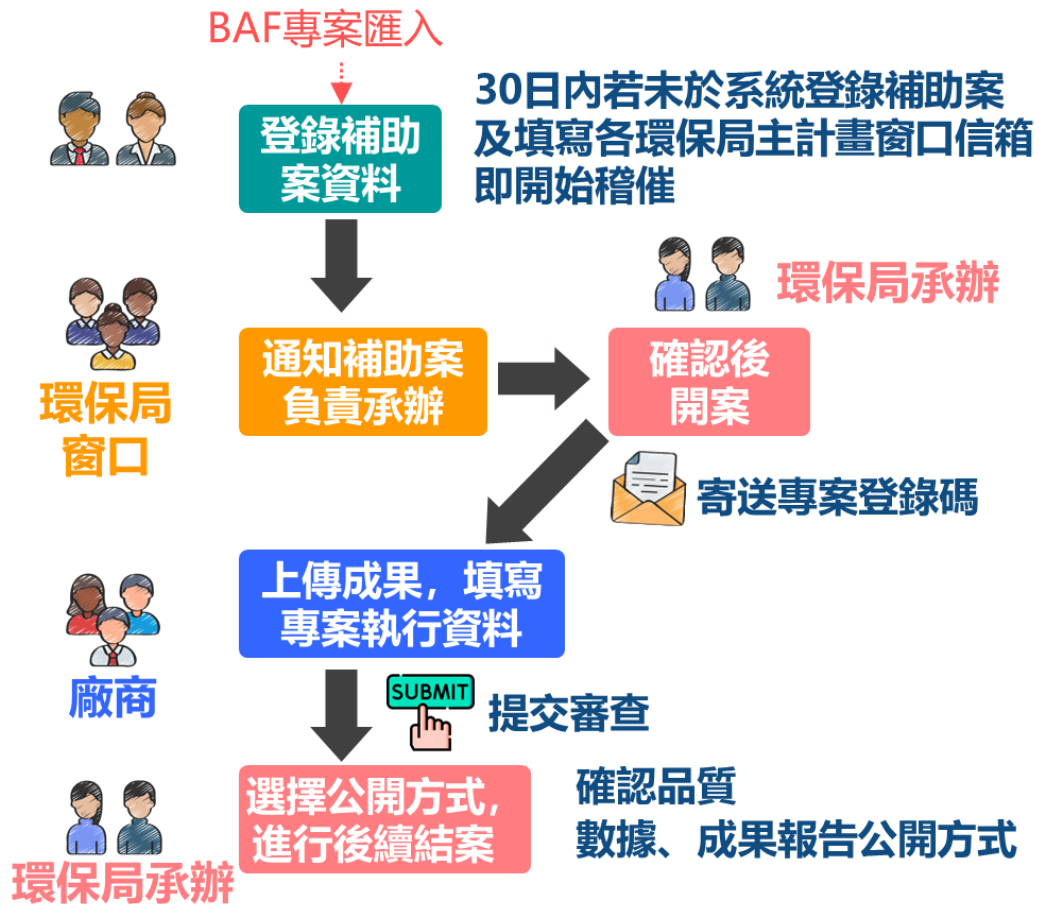 BAF專案匯入
登錄補助
案資料
30日內若未於系統登錄補助案
及填寫各環保局主計畫窗口信箱
即開始稽催
環保局
窗口
通知補助案
負責承辦
環保局承辦
確認後
開案
寄送專案登錄碼
廠商
上傳成果，填寫
專案執行資料
SUBMIT
提交審查
環保局承辦
選擇公開方式，
進行後續結案
確認品質
數據、成果報告公開方式